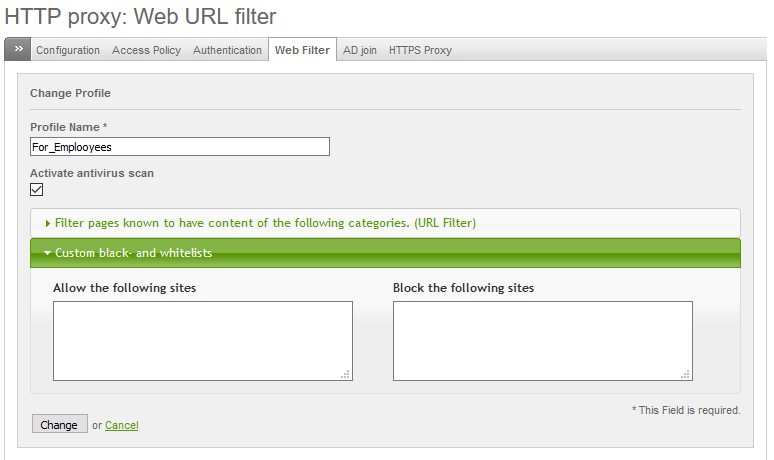 HTTP proxy: Web URL filter
» Configuration Access Policy Authentication Web Filter AD join HTTPS Proxy
Change Profile
Profile Name *
For_Emplooyees
Activate antivirus scan
Filter pages known to have content of the following categories. (URL Filter)
Custom black- and whitelists
Allow the following sites Block the following sites
* This Field is required.
Change or Cancel